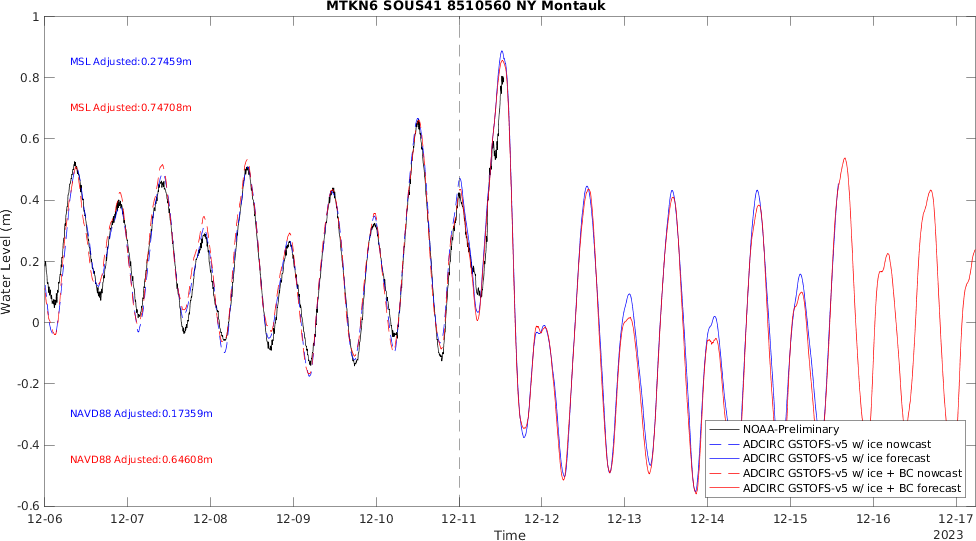 MTKN6 SOUS41 8510560 NY Montauk
1
0.8
0.6
0.4
0.2
0
-0.2
-0.4
-0.6
Water Level (m)
MSL Adjusted:0.27459m
MSL Adjusted:0.74708m
NAVD88 Adjusted:0.17359m
NAVD88 Adjusted:0.64608m
NOAA-Preliminary
ADCIRC GSTOFS-v5 w/ ice nowcast
ADCIRC GSTOFS-v5 w/ ice forecast
ADCIRC GSTOFS-v5 w/ ice + BC nowcast
ADCIRC GSTOFS-v5 w/ ice + BC forecast
12-06 12-07 12-08 12-09 12-10 12-11 12-12 12-13 12-14 12-15 12-16 12-17
Time
2023